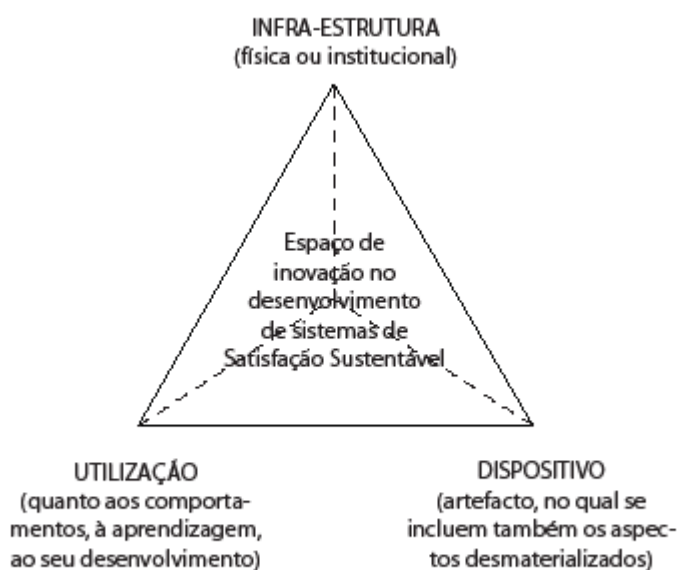 INFRA-ESTRUTURA
(física ou institucional)
Espaço de
inovação no
desenvolvimento
de sistemas de
Satisfação Sustentável
UTILIZAÇÃO
(quanto aos comporta-
mentos, à aprendizagem,
ao seu desenvolvimento)
DISPOSITIVO
(artefacto, no qual se
incluem também os aspec-
tos desmaterializados)